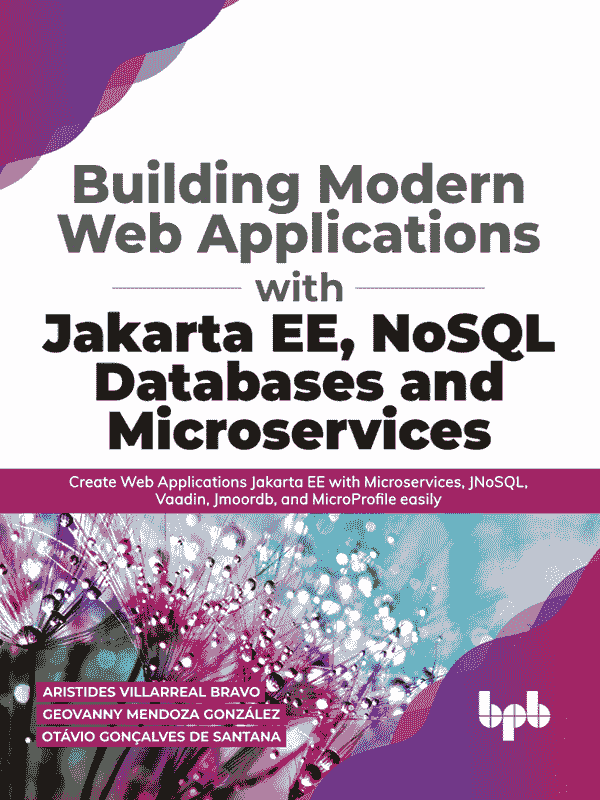 Building Modern
Web Applications
with
Jakarta EE, NoSQL
Databases and
Microservices
Create Web Applications Jakarta EE with Microservices, JNoSQL,
Vaadin, Jmoordb, and MicroProfile easily
ARISTIDES VILLARREAL BRAVO
GEOVANNY MENDOZA GONZÁLEZ
OTÁVIO GONÇALVES DE SANTANA
bpb